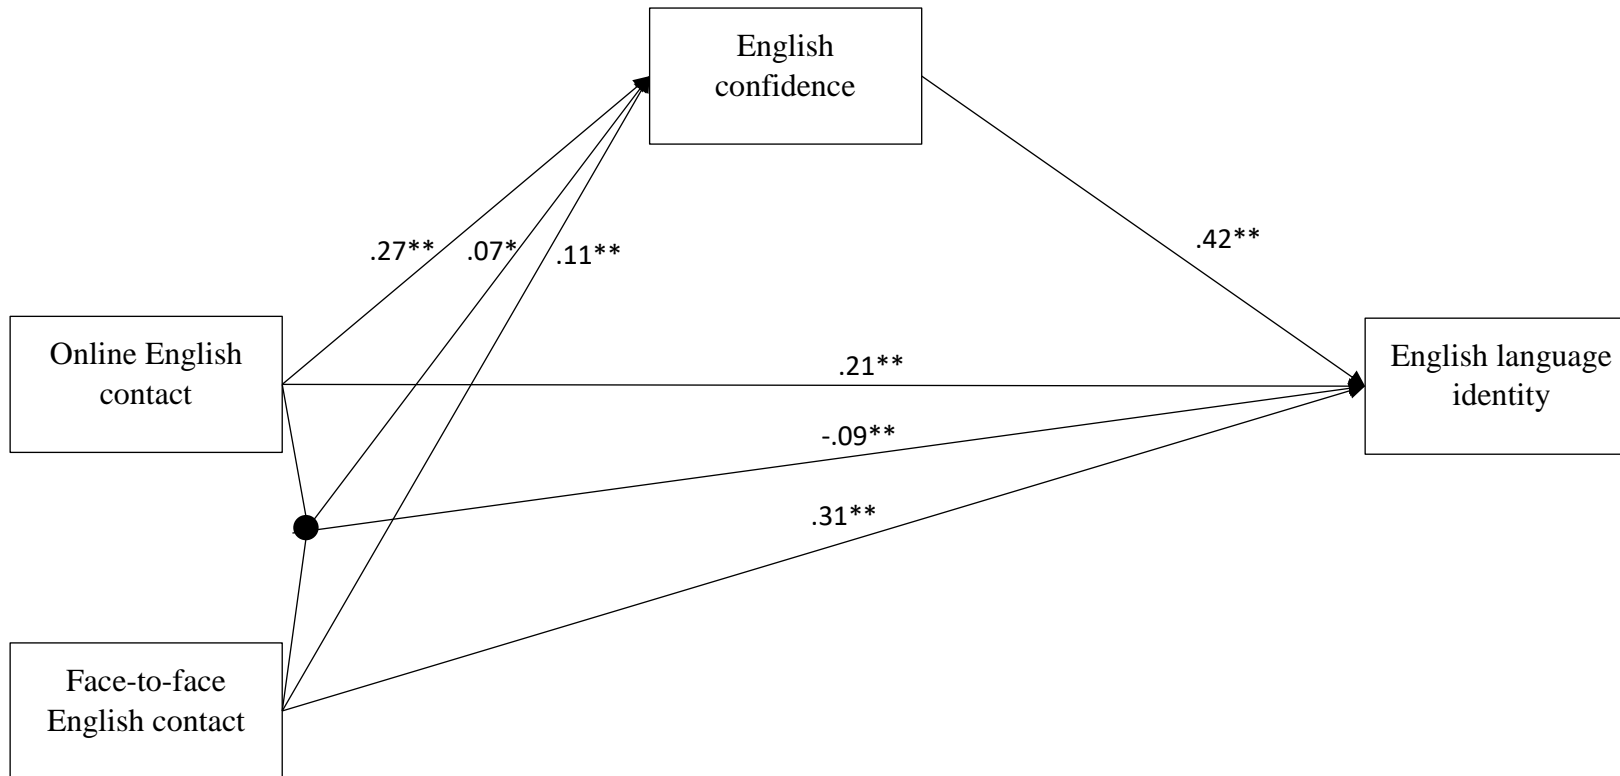 English
confidence
.27**
.07*
.11**
.42**
Online English
contact
.21**
English language
identity
-.09**
.31**
Face-to-face
English contact